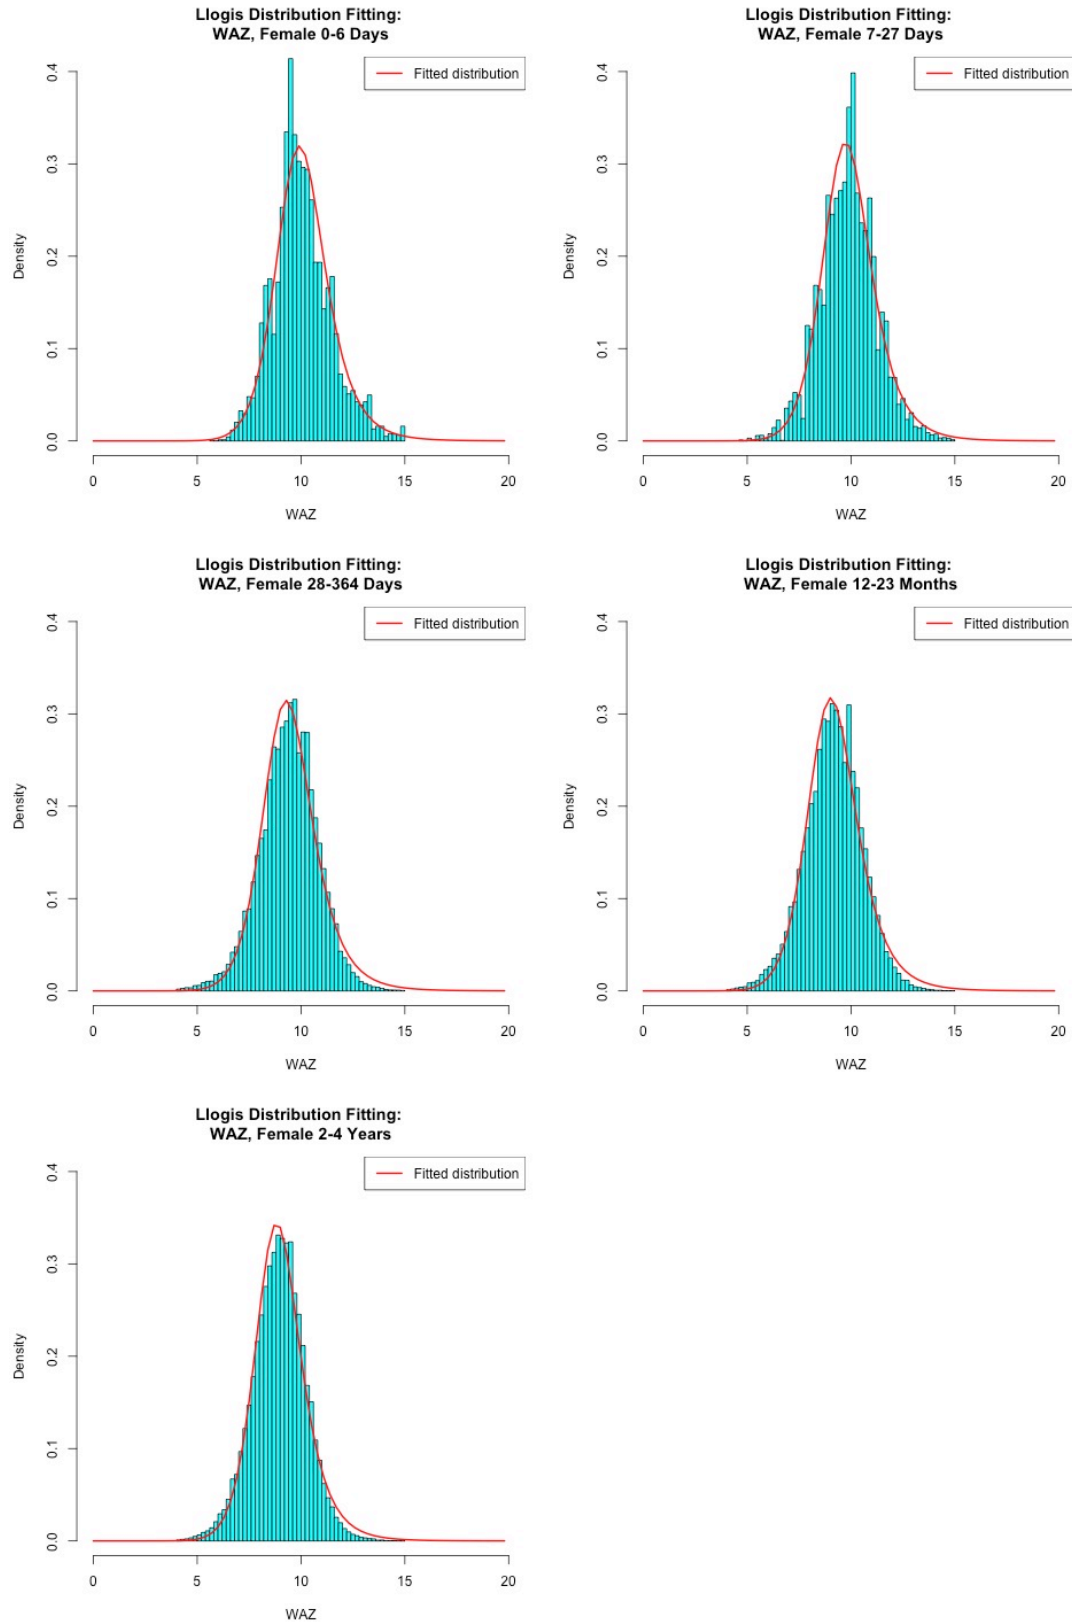 Llogis Distribution Fitting:
WAZ, Female 0-6 Days
Fitted distribution
Density
0.0
0.1
0.2
0.3
0.4
0
5
10
15
20
WAZ
Llogis Distribution Fitting:
WAZ, Female 7-27 Days
Fitted distribution
Density
0.0
0.1
0.2
0.3
0.4
0
5
10
15
20
WAZ
Llogis Distribution Fitting:
WAZ, Female 28-364 Days
Fitted distribution
Density
0.0
0.1
0.2
0.3
0.4
0
5
10
15
20
WAZ
Llogis Distribution Fitting:
WAZ, Female 12-23 Months
Fitted distribution
Density
0.0
0.1
0.2
0.3
0.4
0
5
10
15
20
WAZ
Llogis Distribution Fitting:
WAZ, Female 2-4 Years
Fitted distribution
Density
0.0
0.1
0.2
0.3
0.4
0
5
10
15
20
WAZ